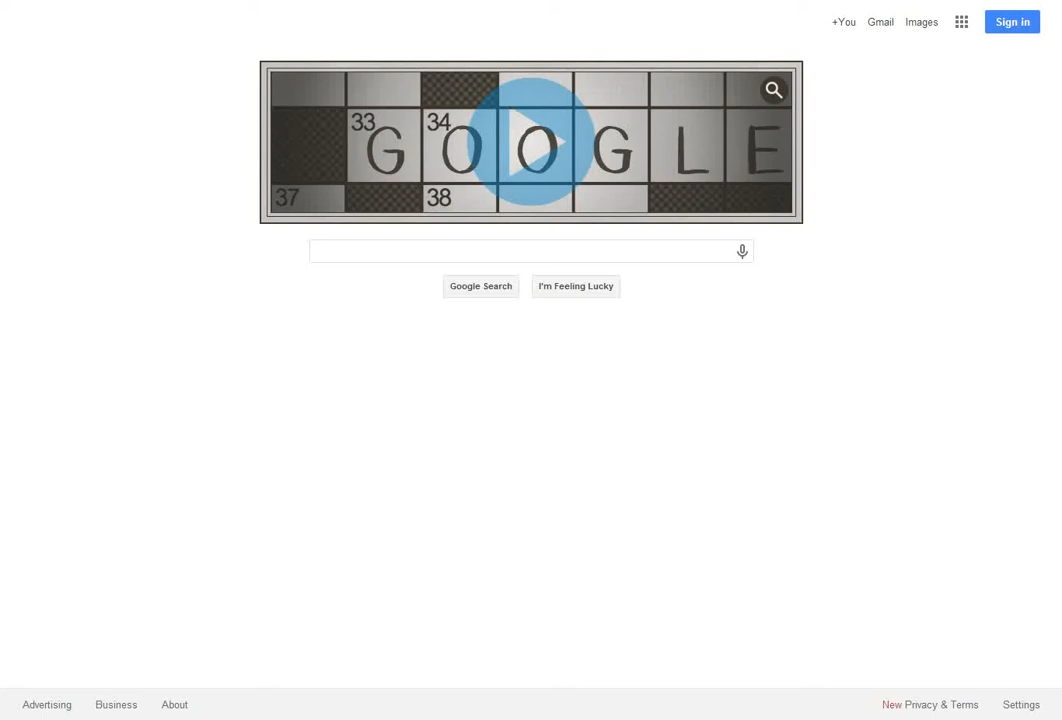 +You Gmail Images Sign in
33 34
G O O G L E
37 38
Google Search I'm Feeling Lucky
Advertising Business About New Privacy & Terms Settings